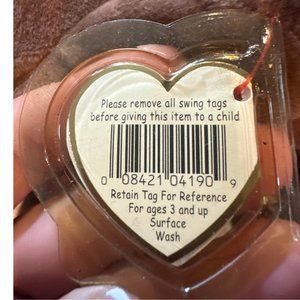 Please remove all swing tags
before giving this item to a child
0 08421 04190 9
Retain Tag For Reference
For ages 3 and up
Surface
Wash